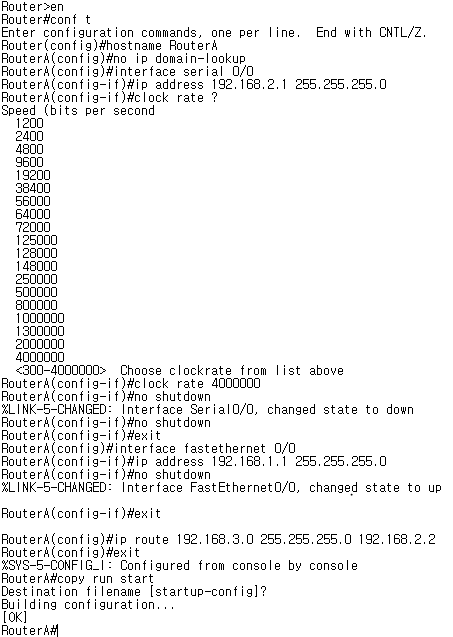 Router>en
Router#conf t
Enter configuration commands, one per line.  End with CNTL/Z.
Router(config)#hostname RouterA
RouterA(config)#no ip domain-lookup
RouterA(config)#interface serial 0/0
RouterA(config-if)#ip address 192.168.2.1 255.255.255.0
RouterA(config-if)#clock rate ?
Speed (bits per second
  1200
  2400
  4800
  9600
  19200
  38400
  56000
  64000
  72000
  125000
  128000
  148000
  250000
  500000
  800000
  1000000
  1300000
  2000000
  4000000
  <300-4000000>  Choose clockrate from list above
RouterA(config-if)#clock rate 4000000
RouterA(config-if)#no shutdown
%LINK-5-CHANGED: Interface Serial0/0, changed state to down
RouterA(config-if)#no shutdown
RouterA(config-if)#exit
RouterA(config)#interface fastethernet 0/0
RouterA(config-if)#ip address 192.168.1.1 255.255.255.0
RouterA(config-if)#no shutdown
%LINK-5-CHANGED: Interface FastEthernet0/0, changed state to up
RouterA(config-if)#exit
RouterA(config)#ip route 192.168.3.0 255.255.255.0 192.168.2.2
RouterA(config)#exit
%SYS-5-CONFIG_I: Configured from console by console
RouterA#copy run start
Destination filename [startup-config]?
Building configuration...
[OK]
RouterA#